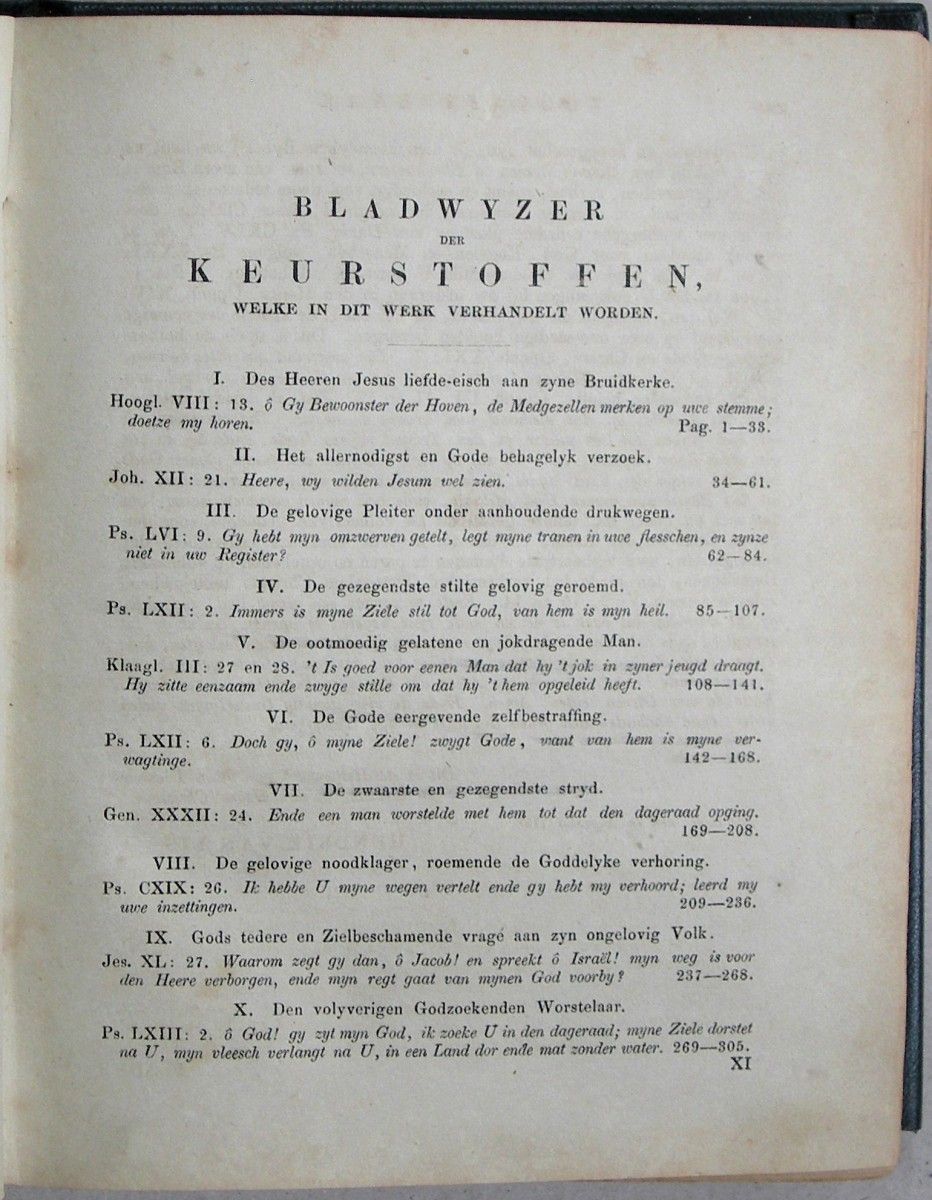 BLADWYZER
DER
KEURSTOFFEN,
WELKE IN DIT WERK VERHANDELT WORDEN.
I. Des Heeren Jesus liefde-eisch aan zyne Bruidkerke.
Hoogl. VIII: 13. ô Gy Bewoonster der Hoven, de Medgezellen merken op uwe stemme;
doetze my horen. Pag. 1—33.
II. Het allernodigst en Gode behagelyk verzoek.
Joh. XII: 21. Heere, wy wilden Jesum wel zien. 34—61.
III. De gelovige Pleiter onder aanhoudende drukwegen.
Ps. LVI: 9. Gy hebt myn omzwerven getelt, legt myne tranen in uwe flesschen, en zynze
niet in uw Register? 62—84.
IV. De gezegendste stilte gelovig geroemd.
Ps. LXII: 2. Immers is myne Ziele stil tot God, van hem is myn heil. 85—107.
V. De ootmoedig gelatene en jokdragende Man.
Klaagl. III: 27 en 28. 't Is goed voor eenen Man dat hy 't jok in zyner jeugd draagt.
Hy zitte eenzaam ende zwyge stille om dat hy 't hem opgeleid heeft. 108—141.
VI. De Gode eergevende zelfbestraffing.
Ps. LXII: 6. Doch gy, ô myne Ziele! zwygt Gode, want van hem is myne ver-
wagtinge. 142—168.
VII. De zwaarste en gezegendste stryd.
Gen. XXXII: 24. Ende een man worstelde met hem tot dat den dageraad opging.
169—208.
VIII. De gelovige noodklager, roemende de Goddelyke verhoring.
Ps. CXIX: 26. Ik hebbe U myne wegen vertelt ende gy hebt my verhoord; leerd my
uwe inzettingen. 209—236.
IX. Gods tedere en Zielbeschamende vrage aan zyn ongelovig Volk.
Jes. XL: 27. Waarom zegt gy dan, ô Jacob! en spreekt ô Israël! myn weg is voor
den Heere verborgen, ende myn regt gaat van mynen God voorby? 237—268.
X. Den volyverigen Godzoekenden Worstelaar.
Ps. LXIII: 2. ô God! gy zyt myn God, ik zoeke U in den dageraad; myne Ziele dorstet
na U, myn vleesch verlangt na U, in een Land dor ende mat zonder water. 269—305.
XI